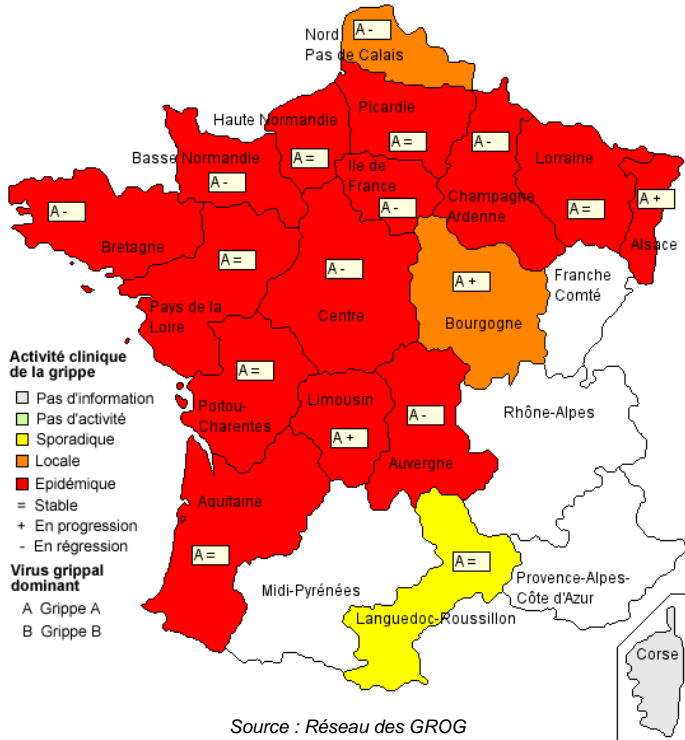 A -
Nord
Pas de Calais
Picardie
Haute Normandie
A =
A -
A =
Lorraine
Basse Normandie
Ile de
France
A -
Champagne
Ardenne
A +
A -
A -
A =
Bretagne
Alsace
A =
A -
A +
Franche
Comté
Pays de la
Loire
Centre
Bourgogne
A =
Poitou-
Charentes
Limousin
A -
Rhône-Alpes
A +
Auvergne
Aquitaine
A =
A =
Midi-Pyrénées
Provence-Alpes-
Côte d'Azur
Languedoc-Roussillon
Corse
Activité clinique
de la grippe
Pas d'information
Pas d'activité
Sporadique
Locale
Epidémique
= Stable
+ En progression
- En régression
Virus grippal
dominant
A Grippe A
B Grippe B
Source : Réseau des GROG